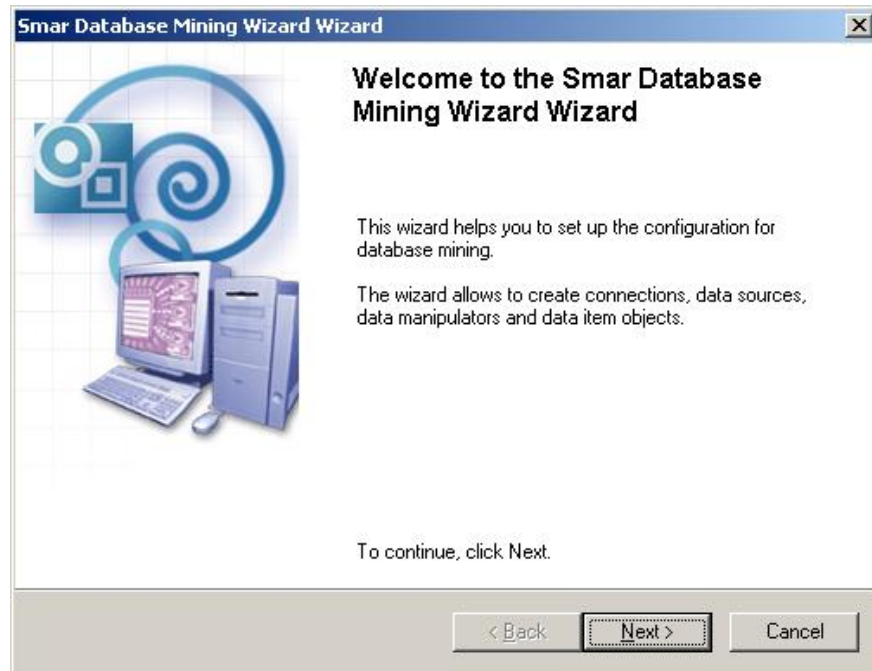 Smar Database Mining Wizard Wizard
Welcome to the Smar Database
Mining Wizard Wizard
This wizard helps you to set up the configuration for
database mining.
The wizard allows to create connections, data sources,
data manipulators and data item objects.
To continue, click Next.
< Back Next > Cancel